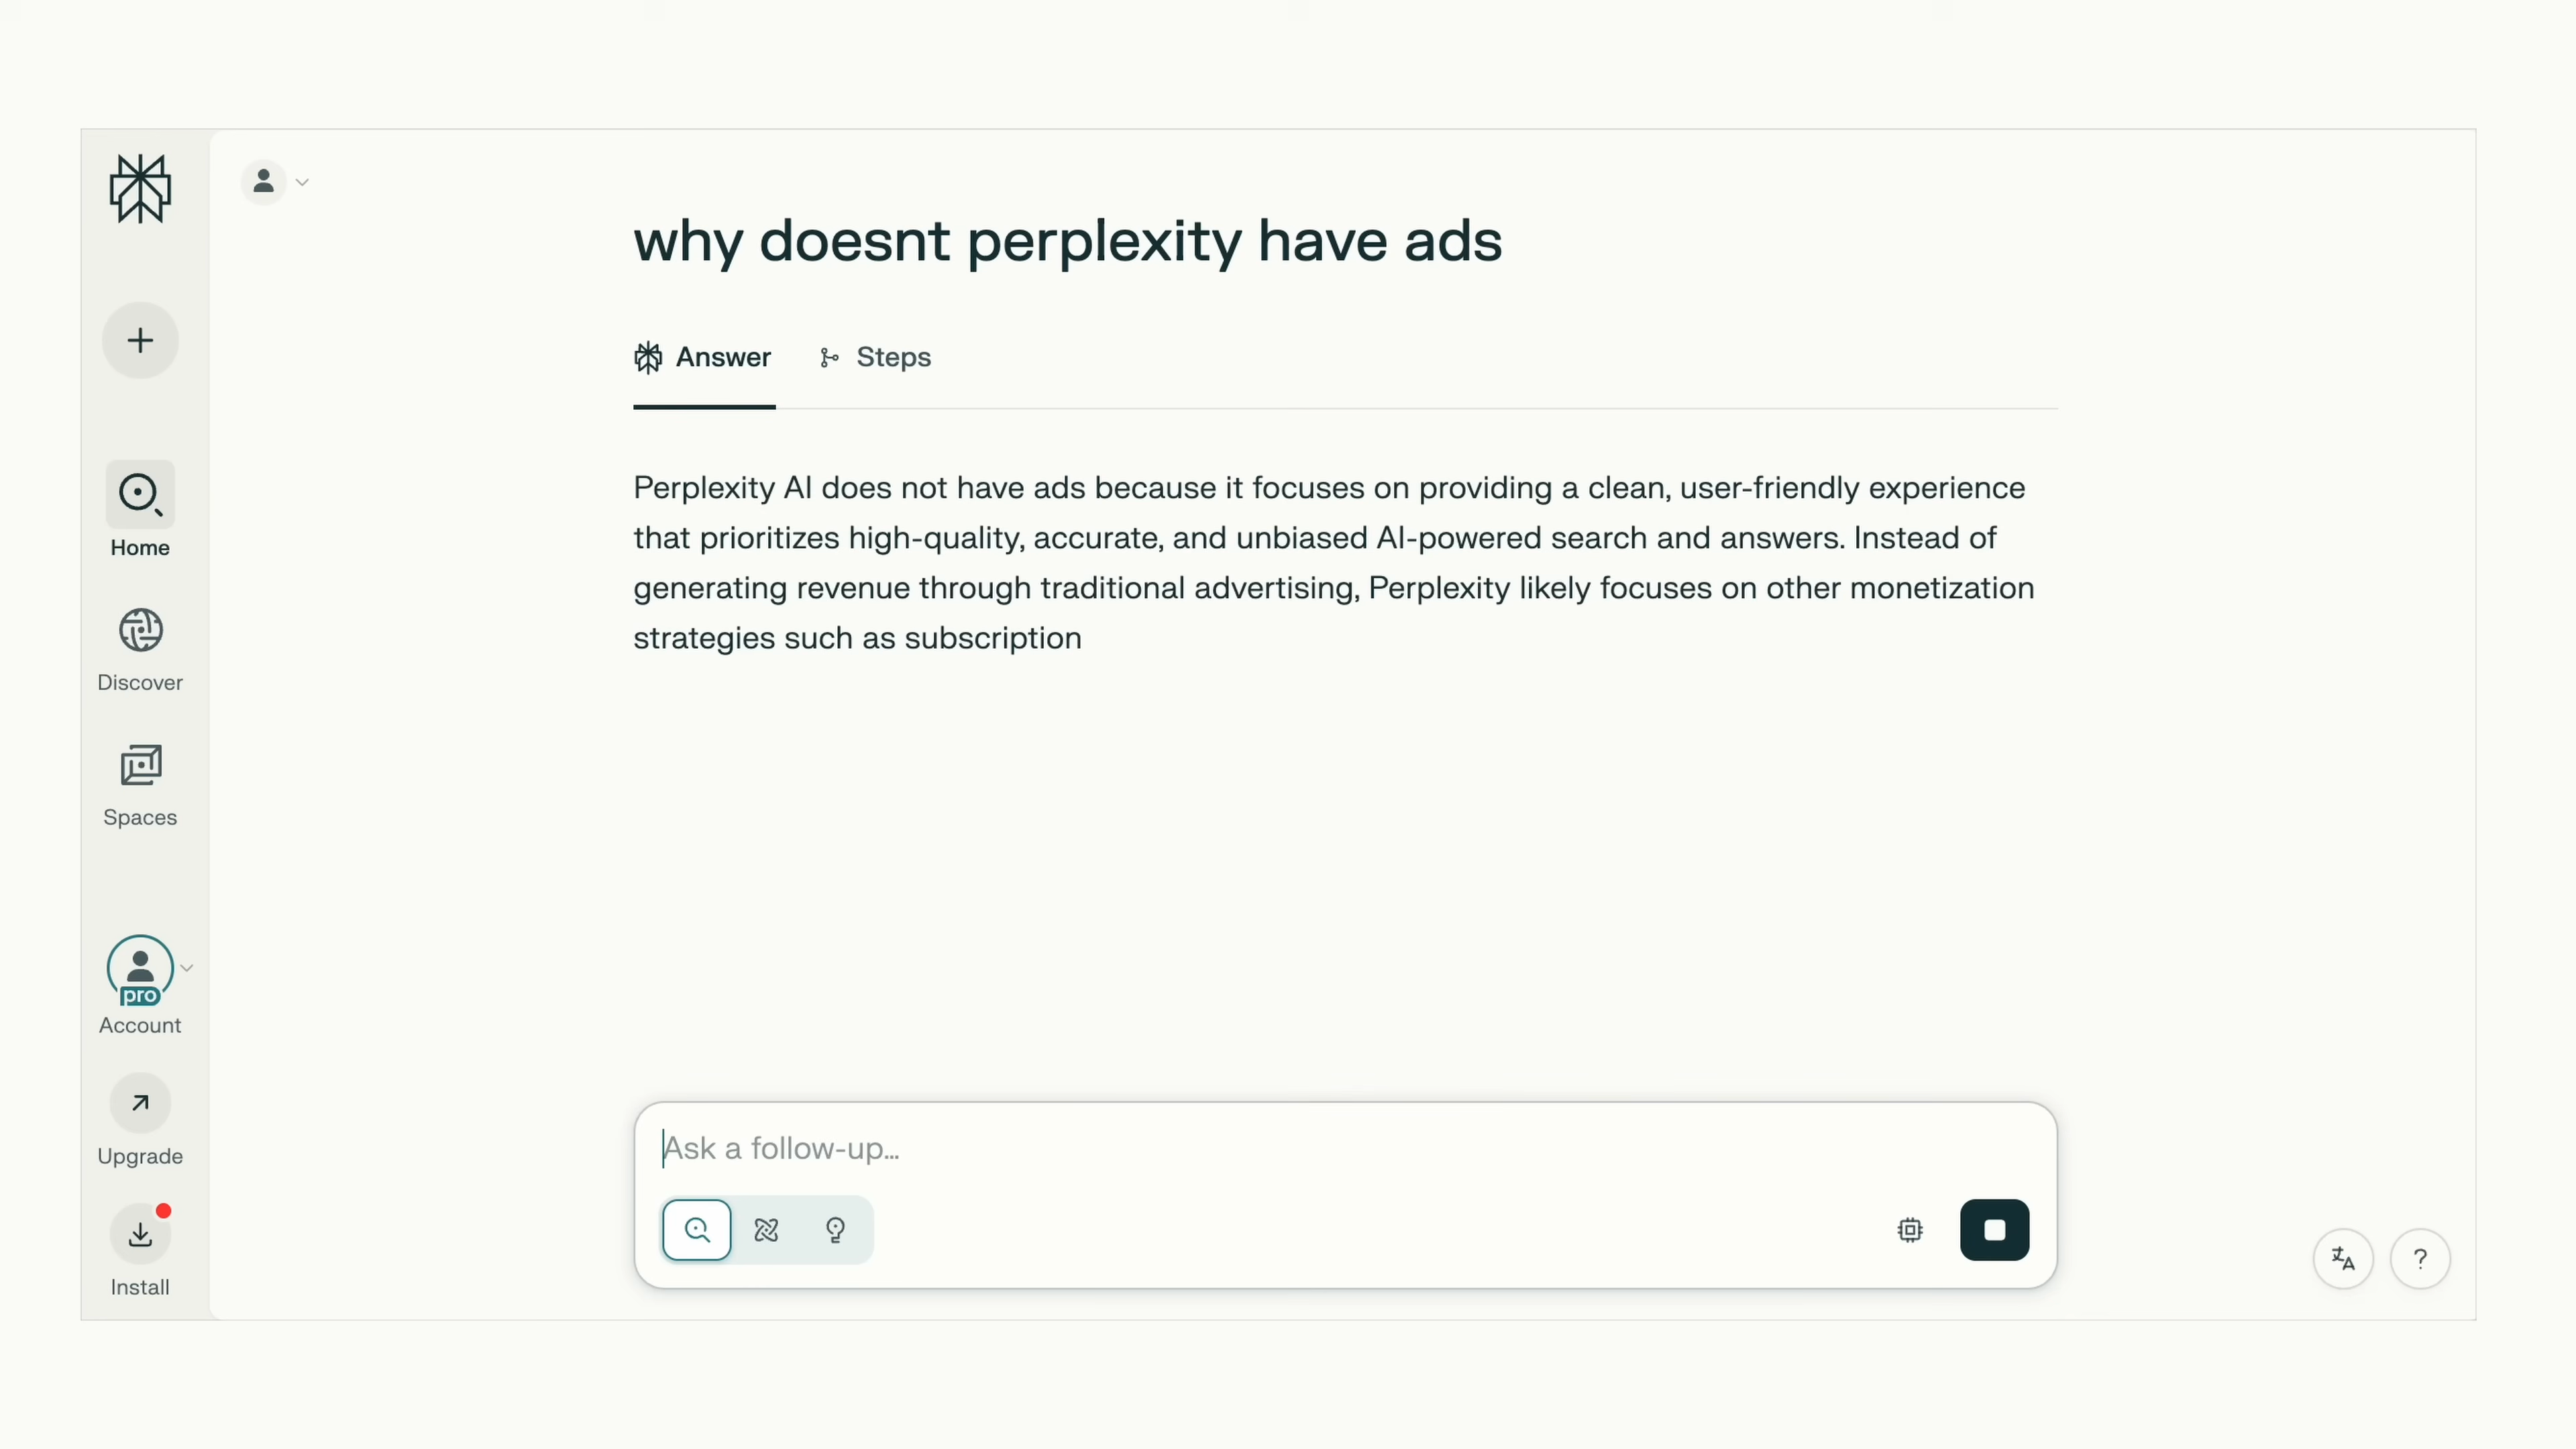 why doesnt perplexity have ads
Answer
Steps
Perplexity AI does not have ads because it focuses on providing a clean, user-friendly experience
that prioritizes high-quality, accurate, and unbiased AI-powered search and answers. Instead of
generating revenue through traditional advertising, Perplexity likely focuses on other monetization
strategies such as subscription
Home
Discover
Spaces
pro
Account
Upgrade
Install
Ask a follow-up...
?